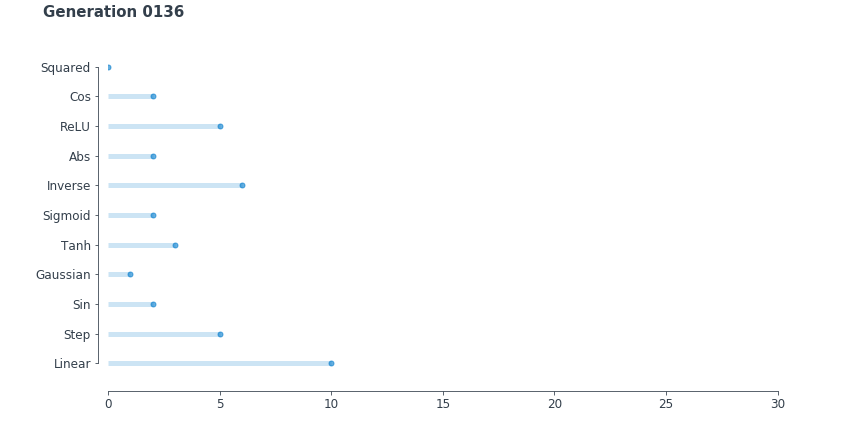 Generation 0136
Squared
Cos
ReLU
Abs
Inverse
Sigmoid
Tanh
Gaussian
Sin
Step
Linear
0 5 10 15 20 25 30